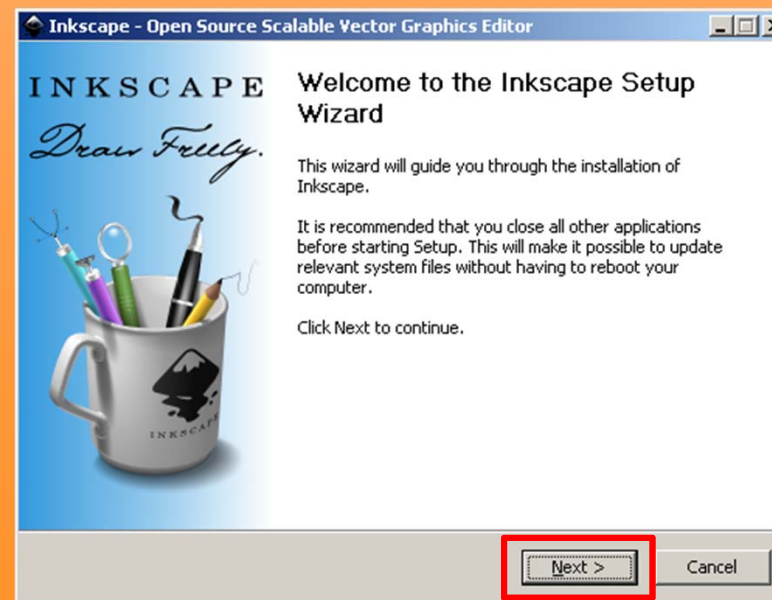 Inkscape - Open Source Scalable Vector Graphics Editor
INKSCAPE
Draw Freely.
Welcome to the Inkscape Setup
Wizard
This wizard will guide you through the installation of
Inkscape.
It is recommended that you close all other applications
before starting Setup. This will make it possible to update
relevant system files without having to reboot your
computer.
Click Next to continue.
INKSCAPE
Next >
Cancel